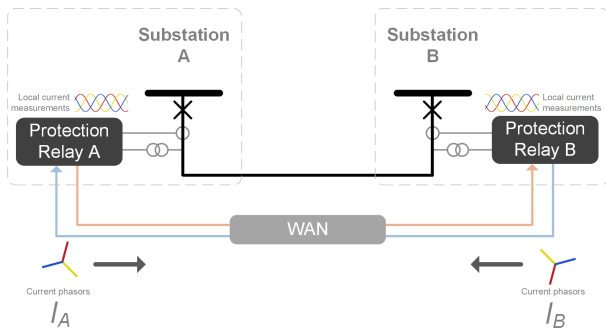 Substation
A
Substation
B
Local current
measurements
Local current
measurements
Protection
Relay A
Protection
Relay B
WAN
Current phasors
Current phasors
I_A
I_B